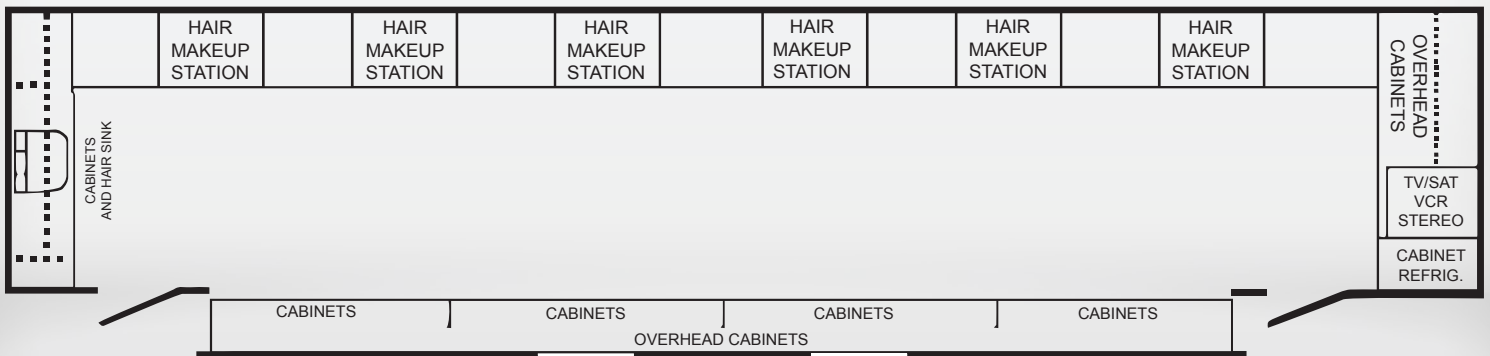 HAIR
MAKEUP
STATION
HAIR
MAKEUP
STATION
HAIR
MAKEUP
STATION
HAIR
MAKEUP
STATION
HAIR
MAKEUP
STATION
HAIR
MAKEUP
STATION
OVERHEAD
CABINETS
CABINETS
AND HAIR SINK
TV/SAT
VCR
STEREO
CABINET
REFRIG.
CABINETS
CABINETS
CABINETS
CABINETS
OVERHEAD CABINETS